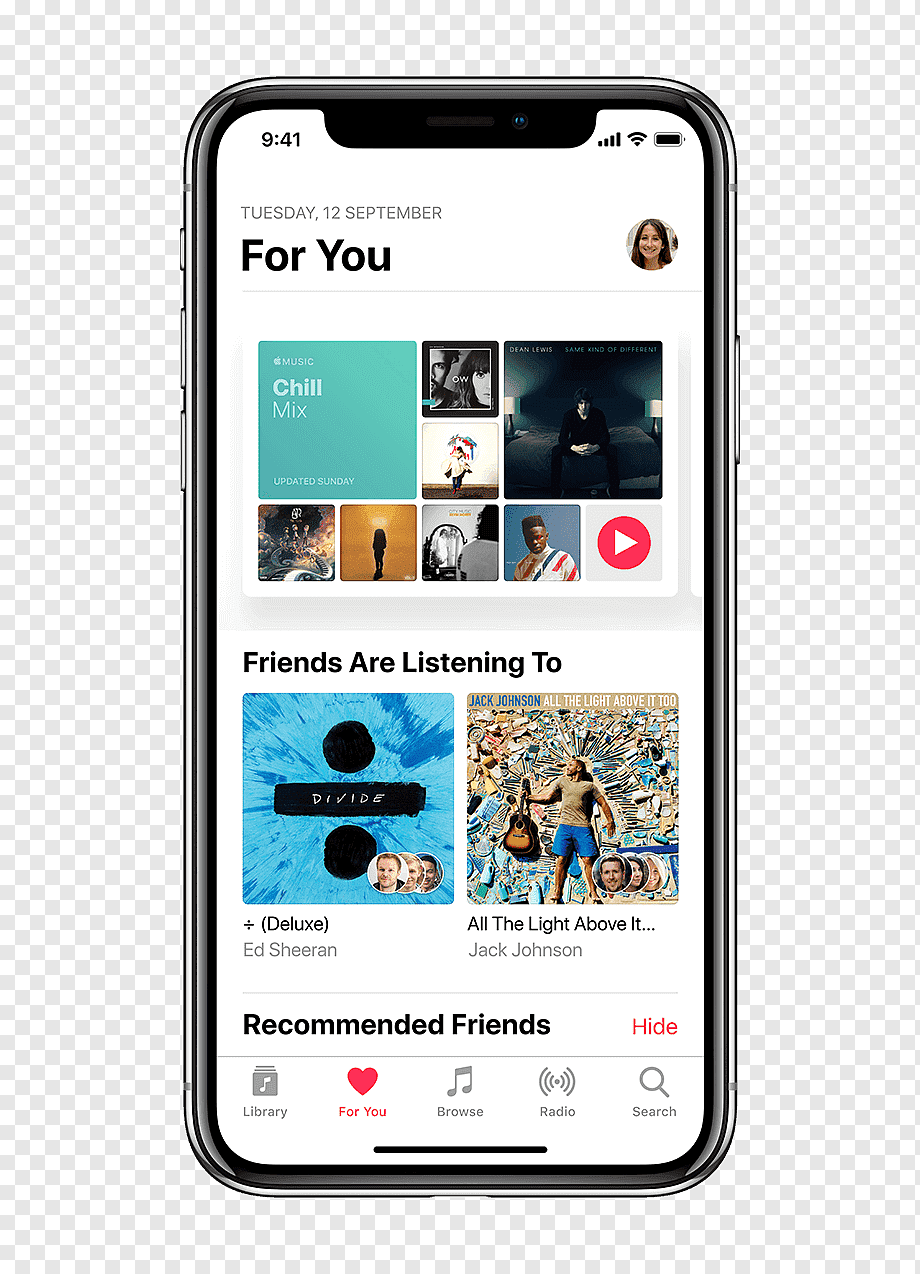 9:41
TUESDAY, 12 SEPTEMBER
For You
MUSIC
Chill
Mix
UPDATED SUNDAY
OW
DEAN LEWIS SAME KIND OF DIFFERENT
CITY MUSIC
Friends Are Listening To
DIVIDE
JACK JOHNSON ALL THE LIGHT ABOVE IT TOO
÷ (Deluxe)
Ed Sheeran
All The Light Above It...
Jack Johnson
Recommended Friends
Hide
Library
For You
Browse
Radio
Search